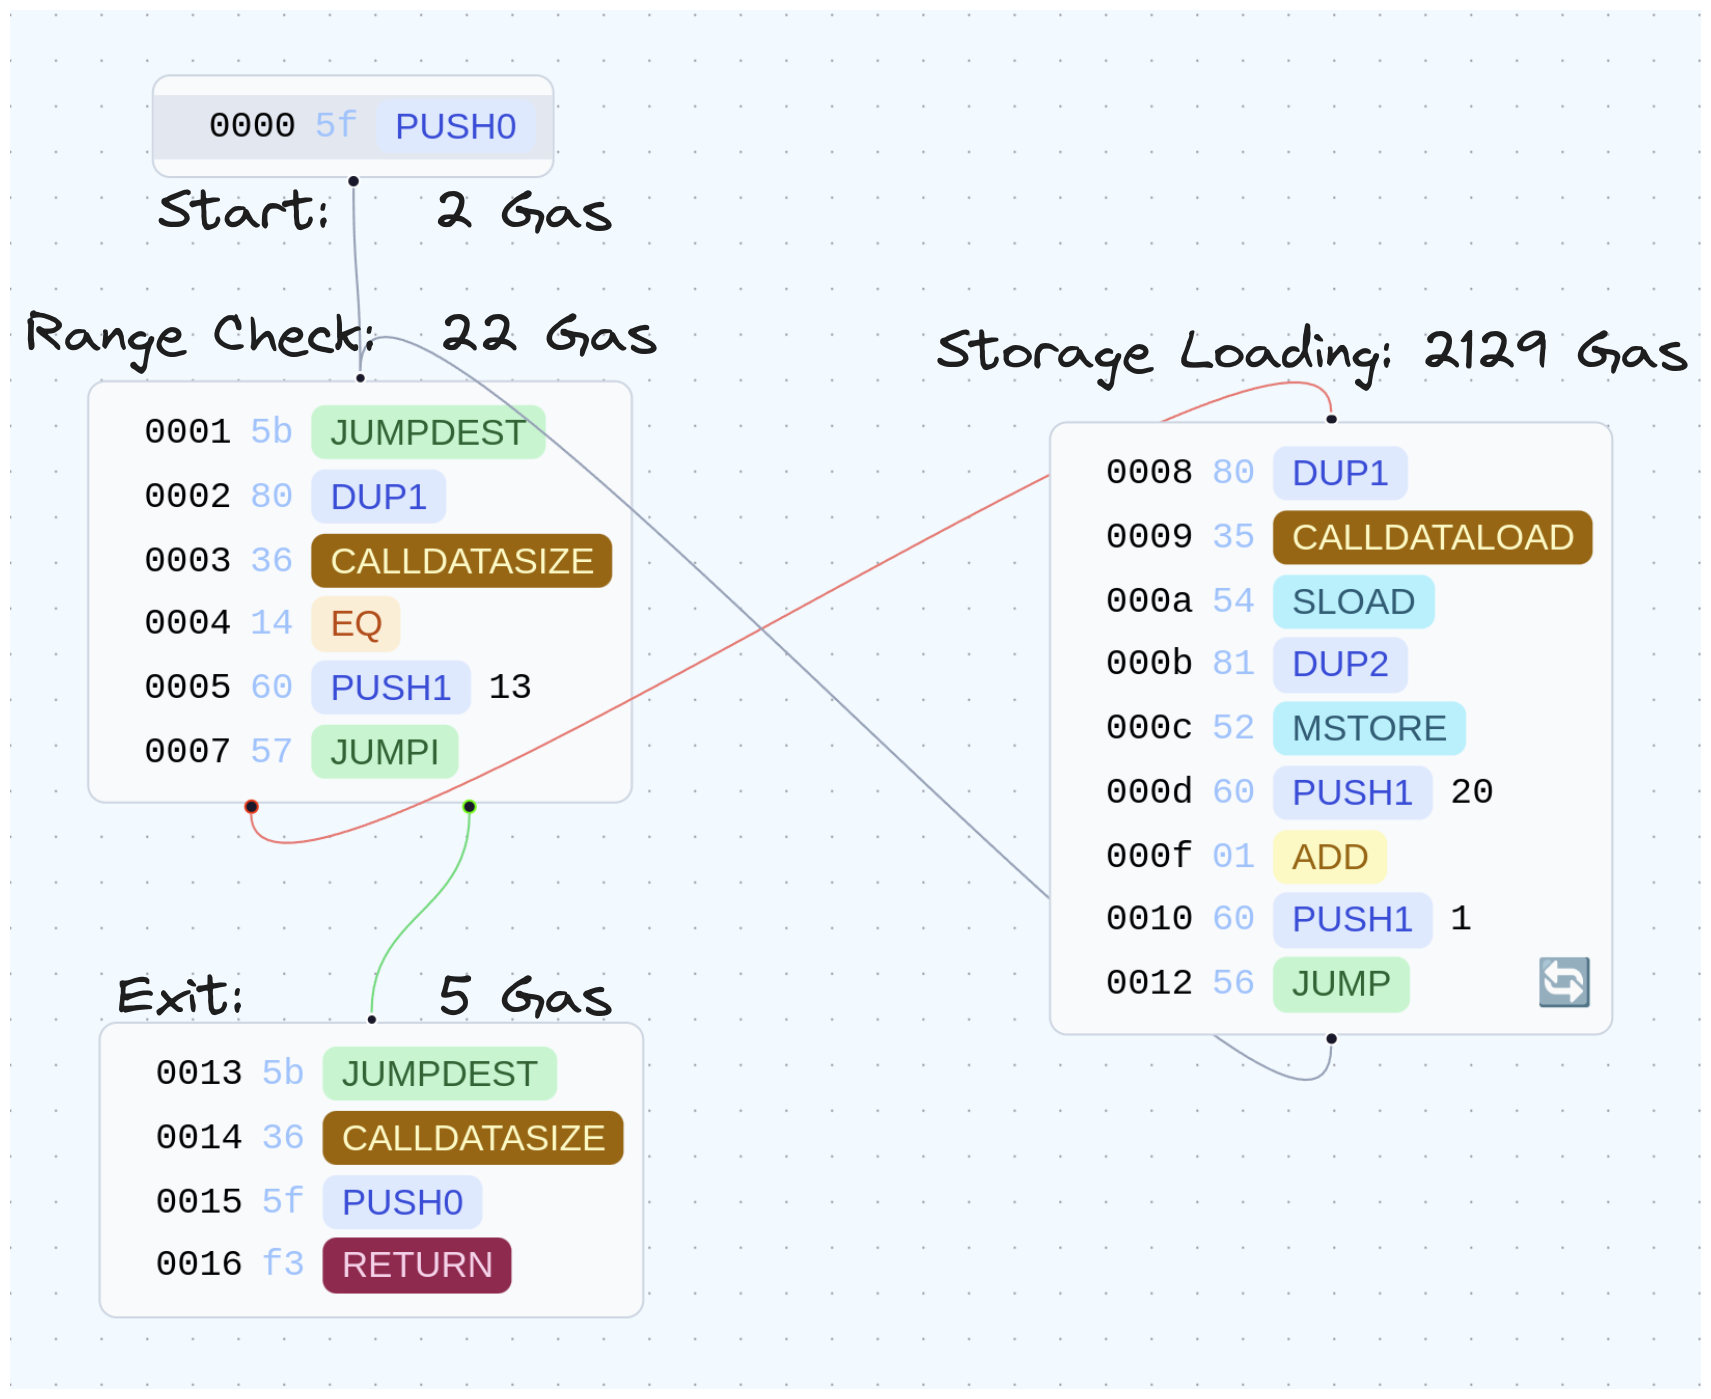 0000 5f PUSH0
Start: 2 Gas
Range Check: 22 Gas
0001 5b JUMPDEST
0002 80 DUP1
0003 36 CALLDATASIZE
0004 14 EQ
0005 60 PUSH1 13
0007 57 JUMPI
Storage Loading: 2129 Gas
0008 80 DUP1
0009 35 CALLDATALOAD
000a 54 SLOAD
000b 81 DUP2
000c 52 MSTORE
000d 60 PUSH1 20
000f 01 ADD
0010 60 PUSH1 1
0012 56 JUMP
Exit: 5 Gas
0013 5b JUMPDEST
0014 36 CALLDATASIZE
0015 5f PUSH0
0016 f3 RETURN